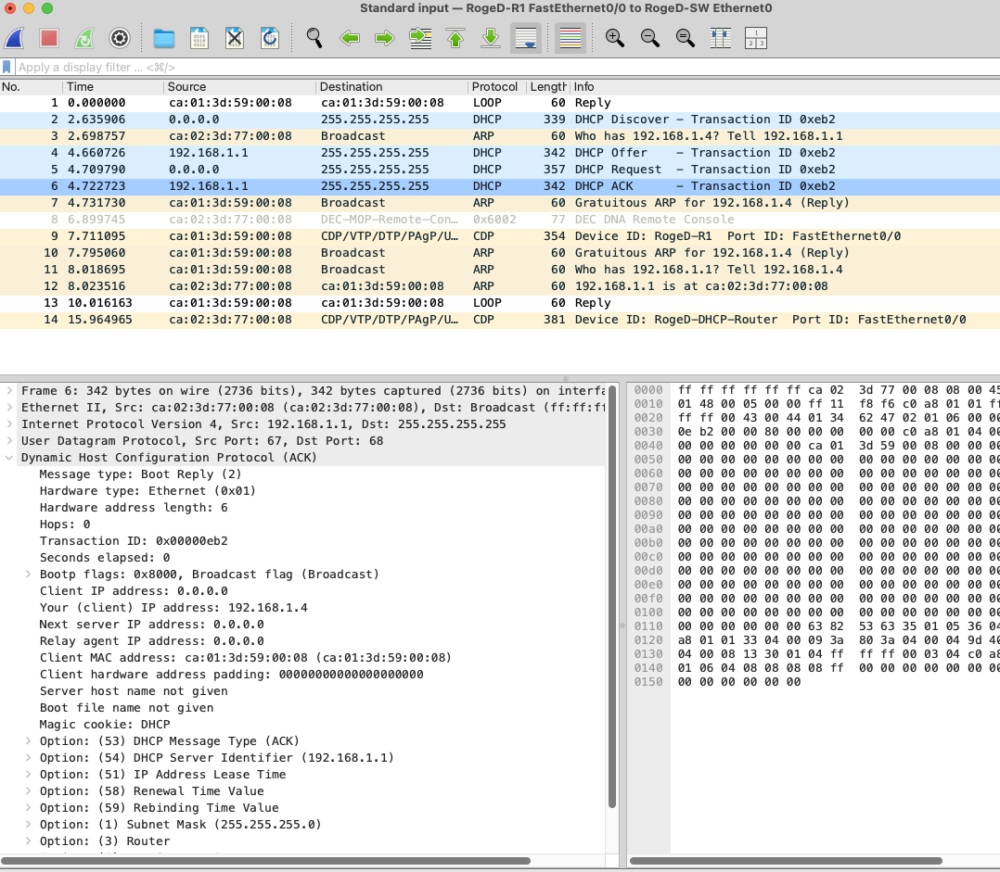 Standard input — RogeD-R1 FastEthernet0/0 to RogeD-SW Ethernet0
Apply a display filter … <⌘/>
No. Time Source Destination Protocol Length Info
1 0.000000 ca:01:3d:59:00:08 ca:01:3d:59:00:08 LOOP 60 Reply
2 2.635906 0.0.0.0 255.255.255.255 DHCP 339 DHCP Discover – Transaction ID 0xeb2
3 2.698757 ca:02:3d:77:00:08 Broadcast ARP 60 Who has 192.168.1.4? Tell 192.168.1.1
4 4.660726 192.168.1.1 255.255.255.255 DHCP 342 DHCP Offer – Transaction ID 0xeb2
5 4.709790 0.0.0.0 255.255.255.255 DHCP 357 DHCP Request – Transaction ID 0xeb2
6 4.722723 192.168.1.1 255.255.255.255 DHCP 342 DHCP ACK – Transaction ID 0xeb2
7 4.731730 ca:01:3d:59:00:08 Broadcast ARP 60 Gratuitous ARP for 192.168.1.4 (Reply)
8 6.899745 ca:02:3d:77:00:08 DEC-MOP-Remote-Con… 0x6002 77 DEC DNA Remote Console
9 7.711095 ca:01:3d:59:00:08 CDP/VTP/DTP/PAgP/U… CDP 354 Device ID: RogeD-R1 Port ID: FastEthernet0/0
10 7.795060 ca:01:3d:59:00:08 Broadcast ARP 60 Gratuitous ARP for 192.168.1.4 (Reply)
11 8.018695 ca:01:3d:59:00:08 Broadcast ARP 60 Who has 192.168.1.1? Tell 192.168.1.4
12 8.023516 ca:02:3d:77:00:08 ca:01:3d:59:00:08 ARP 60 192.168.1.1 is at ca:02:3d:77:00:08
13 10.016163 ca:01:3d:59:00:08 ca:01:3d:59:00:08 LOOP 60 Reply
14 15.964965 ca:02:3d:77:00:08 CDP/VTP/DTP/PAgP/U… CDP 381 Device ID: RogeD-DHCP-Router Port ID: FastEthernet0/0
Frame 6: 342 bytes on wire (2736 bits), 342 bytes captured (2736 bits) on interfa
Ethernet II, Src: ca:02:3d:77:00:08 (ca:02:3d:77:00:08), Dst: Broadcast (ff:ff:ff
Internet Protocol Version 4, Src: 192.168.1.1, Dst: 255.255.255.255
User Datagram Protocol, Src Port: 67, Dst Port: 68
Dynamic Host Configuration Protocol (ACK)
Message type: Boot Reply (2)
Hardware type: Ethernet (0x01)
Hardware address length: 6
Hops: 0
Transaction ID: 0x00000eb2
Seconds elapsed: 0
Bootp flags: 0x8000, Broadcast flag (Broadcast)
Client IP address: 0.0.0.0
Your (client) IP address: 192.168.1.4
Next server IP address: 0.0.0.0
Relay agent IP address: 0.0.0.0
Client MAC address: ca:01:3d:59:00:08 (ca:01:3d:59:00:08)
Client hardware address padding: 00000000000000000000
Server host name not given
Boot file name not given
Magic cookie: DHCP
Option: (53) DHCP Message Type (ACK)
Option: (54) DHCP Server Identifier (192.168.1.1)
Option: (51) IP Address Lease Time
Option: (58) Renewal Time Value
Option: (59) Rebinding Time Value
Option: (1) Subnet Mask (255.255.255.0)
Option: (3) Router
0000 ff ff ff ff ff ff ca 02 3d 77 00 08 08 00 45
0010 01 48 00 05 00 00 ff 11 f8 f6 c0 a8 01 01 ff
0020 ff ff 00 43 00 44 01 34 62 47 02 01 06 00 00
0030 0e b2 00 00 80 00 00 00 00 00 c0 a8 01 04 00
0040 00 00 00 00 00 00 ca 01 3d 59 00 08 00 00 00
0050 00 00 00 00 00 00 00 00 00 00 00 00 00 00 00
0060 00 00 00 00 00 00 00 00 00 00 00 00 00 00 00
0070 00 00 00 00 00 00 00 00 00 00 00 00 00 00 00
0080 00 00 00 00 00 00 00 00 00 00 00 00 00 00 00
0090 00 00 00 00 00 00 00 00 00 00 00 00 00 00 00
00a0 00 00 00 00 00 00 00 00 00 00 00 00 00 00 00
00b0 00 00 00 00 00 00 00 00 00 00 00 00 00 00 00
00c0 00 00 00 00 00 00 00 00 00 00 00 00 00 00 00
00d0 00 00 00 00 00 00 00 00 00 00 00 00 00 00 00
00e0 00 00 00 00 00 00 00 00 00 00 00 00 00 00 00
00f0 00 00 00 00 00 00 00 00 00 00 00 00 00 00 00
0100 00 00 00 00 00 00 00 00 00 00 00 00 00 00 00
0110 00 00 00 00 00 00 63 82 53 63 35 01 05 36 04
0120 a8 01 01 33 04 00 09 3a 80 3a 04 00 04 9d 40
0130 04 00 08 13 30 01 04 ff ff ff 00 03 04 c0 a8
0140 01 06 04 08 08 08 08 ff 00 00 00 00 00 00 00
0150 00 00 00 00 00 00